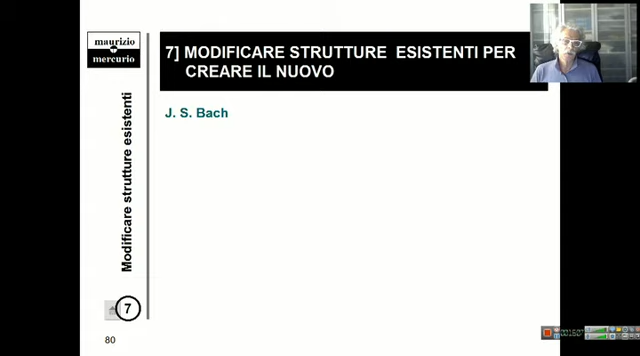 maurizio
mercurio
7] MODIFICARE STRUTTURE ESISTENTI PER
CREARE IL NUOVO
J. S. Bach
Modificare strutture esistenti
7
80